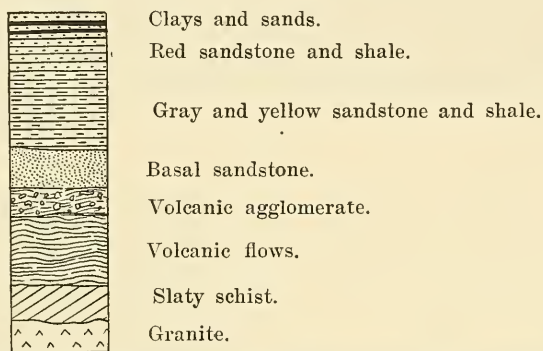 Clays and sands.
Red sandstone and shale.
Gray and yellow sandstone and shale.
Basal sandstone.
Volcanic agglomerate.
Volcanic flows.
Slaty schist.
Granite.